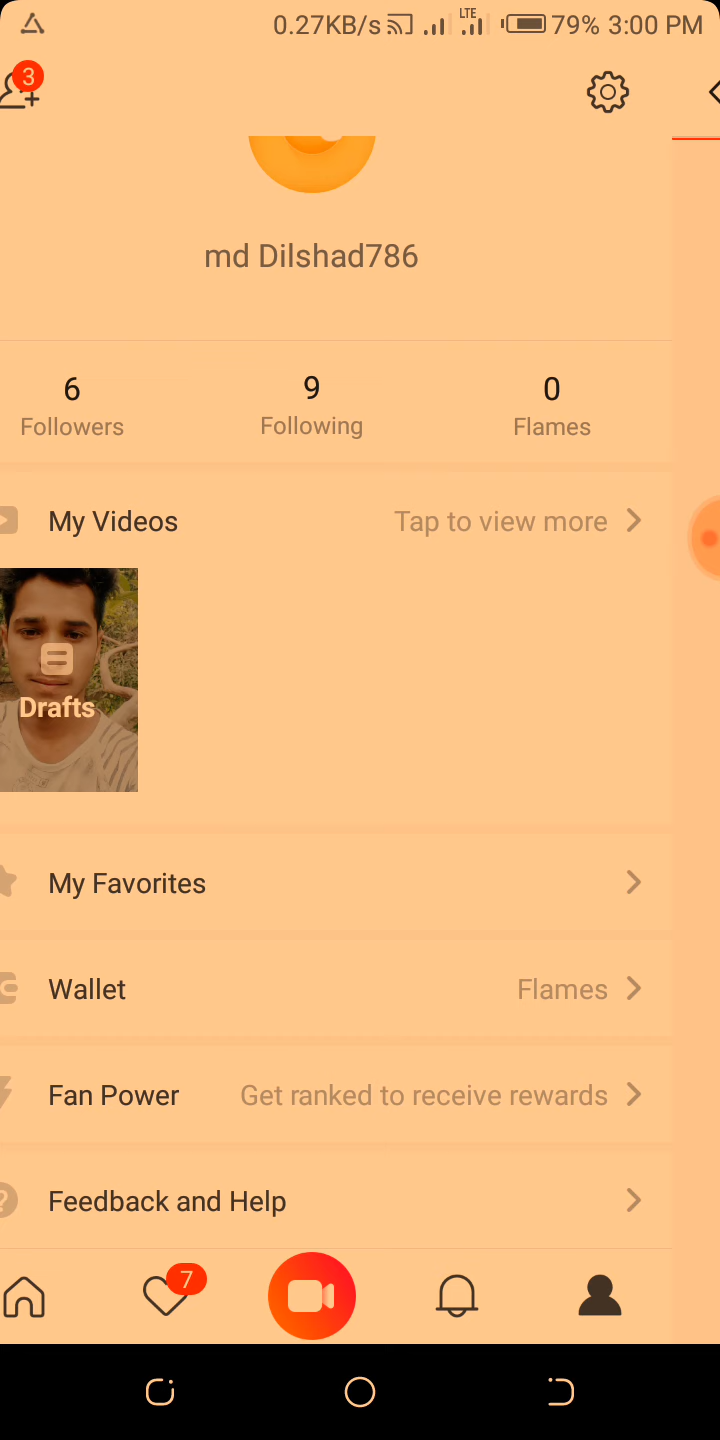 0.27KB/s LTE 79% 3:00 PM
3
md Dilshad786
6 9 0
Followers Following Flames
My Videos Tap to view more
Drafts
My Favorites
Wallet Flames
Fan Power Get ranked to receive rewards
Feedback and Help
7